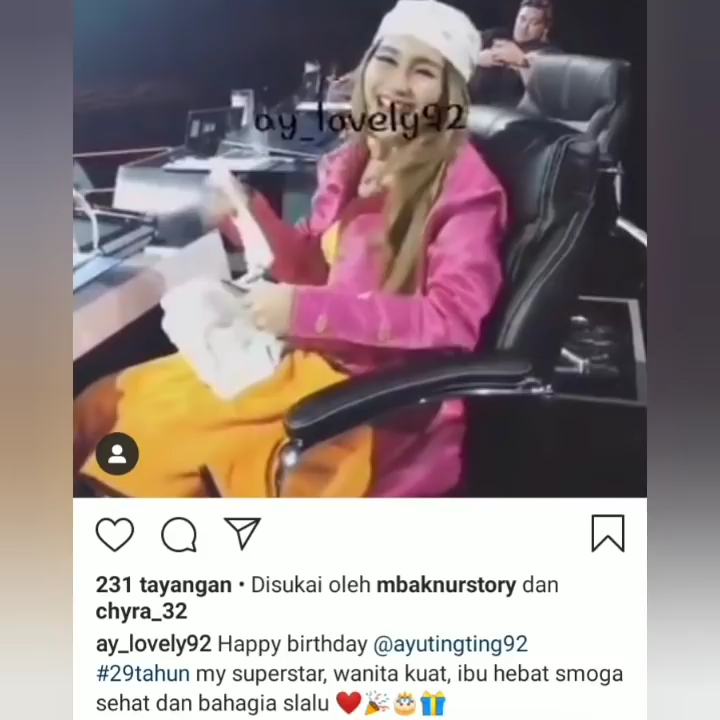 ay_lovely92
231 tayangan • Disukai oleh mbaknurstory dan
chyra_32
ay_lovely92 Happy birthday @ayutingting92
#29tahun my superstar, wanita kuat, ibu hebat smoga
sehat dan bahagia slalu ❤️🎉🎂🎁